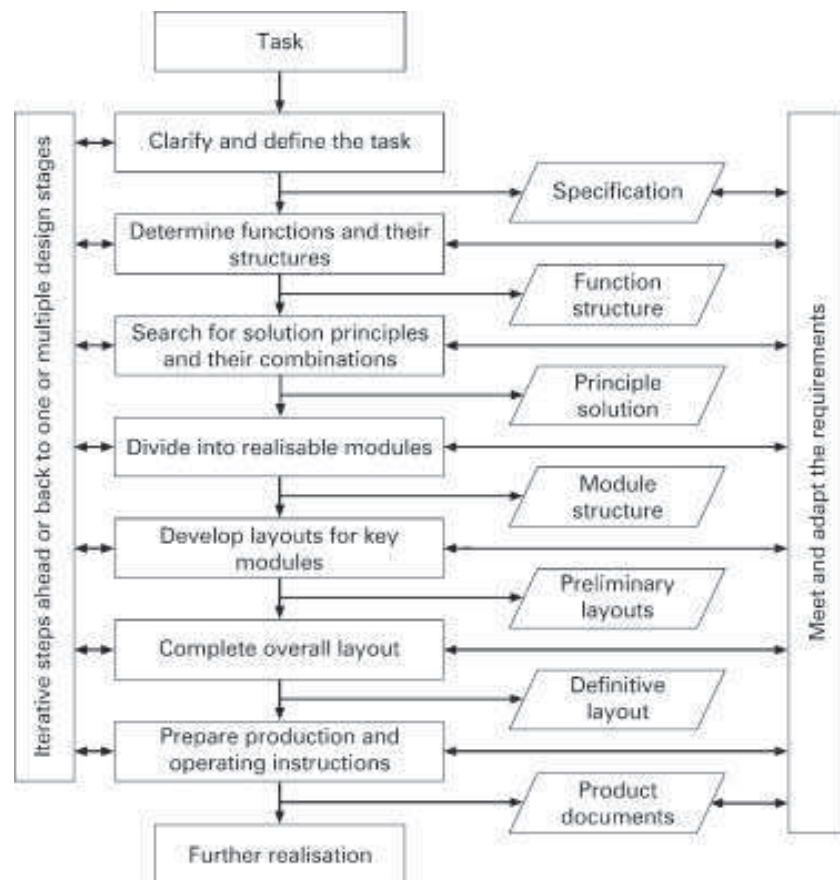 Task
Clarify and define the task
Specification
Determine functions and their
structures
Function
structure
Search for solution principles
and their combinations
Principle
solution
Divide into realisable modules
Module
structure
Develop layouts for key
modules
Preliminary
layouts
Complete overall layout
Definitive
layout
Prepare production and
operating instructions
Product
documents
Further realisation
Iterative steps ahead or back to one or multiple design stages
Meet and adapt the requirements